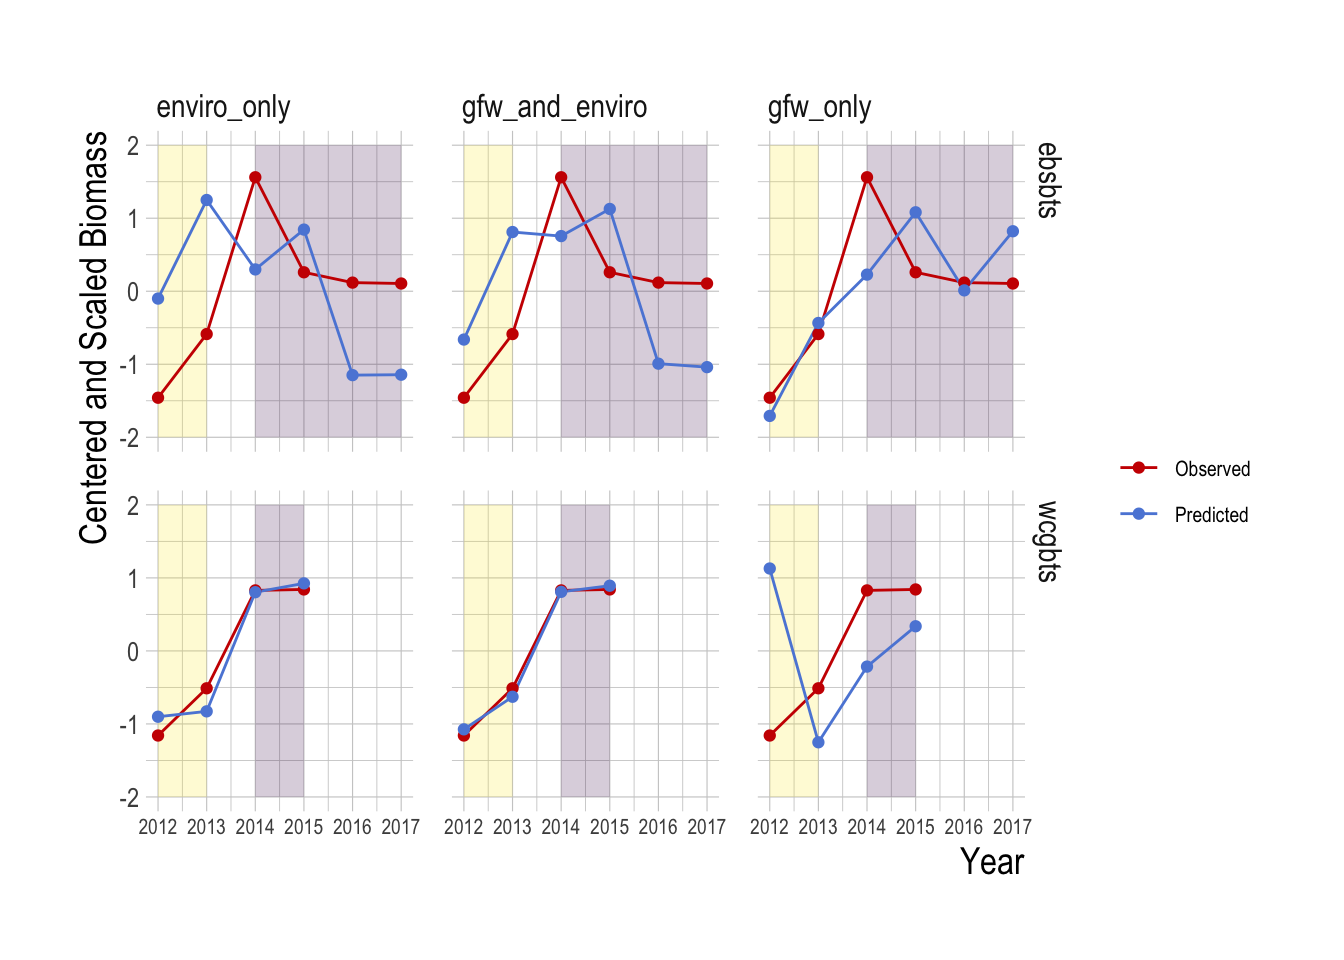 enviro_only gfw_and_enviro gfw_only
Centered and Scaled Biomass
2
1
0
-1
-2
ebsbts
2
1
0
-1
-2
wcgbts
Observed
Predicted
2012 2013 2014 2015 2016 2017 2012 2013 2014 2015 2016 2017 2012 2013 2014 2015 2016 2017
Year